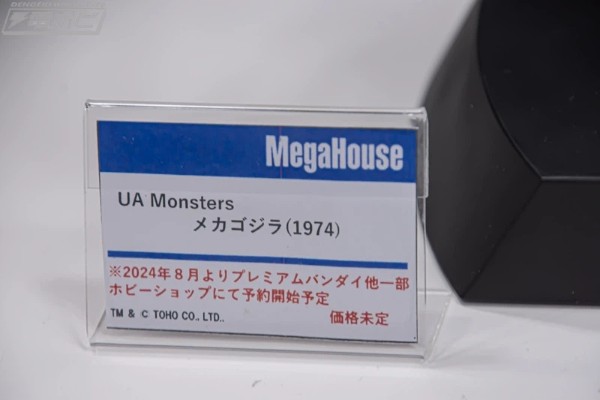 MegaHouse
UA Monsters
メカゴジラ(1974)
※2024年8月よりプレミアムバンダイ他一部
ホビーショップにて予約開始予定
TM & © TOHO CO., LTD..
価格未定